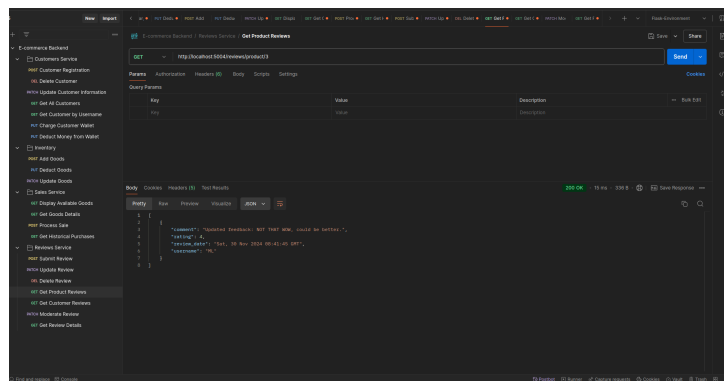 New Import
E-commerce Backend / Reviews Service / Get Product Reviews
Save
Share
GET http://localhost:5004/reviews/product/3
Send
Params Authorization Headers (6) Body Scripts Settings
Cookies
Query Params
Key Value Description Bulk Edit
Key Value Description
E-commerce Backend
Customers Service
POST Customer Registration
DEL Delete Customer
PATCH Update Customer Information
GET Get All Customers
GET Get Customer by Username
PUT Charge Customer Wallet
PUT Deduct Money from Wallet
Inventory
POST Add Goods
PUT Deduct Goods
PATCH Update Goods
Sales Service
GET Display Available Goods
GET Get Goods Details
POST Process Sale
GET Get Historical Purchases
Reviews Service
POST Submit Review
PATCH Update Review
DEL Delete Review
GET Get Product Reviews
GET Get Customer Reviews
PATCH Moderate Review
GET Get Review Details
Body Cookies Headers (5) Test Results
200 OK 15 ms 338 B Save Response
Pretty Raw Preview Visualize JSON
1 [
2 {
3 "comment": "Updated feedback: NOT THAT WOW, could be better.",
4 "rating": 4,
5 "review_date": "Sat, 30 Nov 2024 00:41:45 GMT",
6 "username": "ML"
7 }
8 ]
Find and replace Console
Postbot Runner Capture requests Cookies Vault Trash